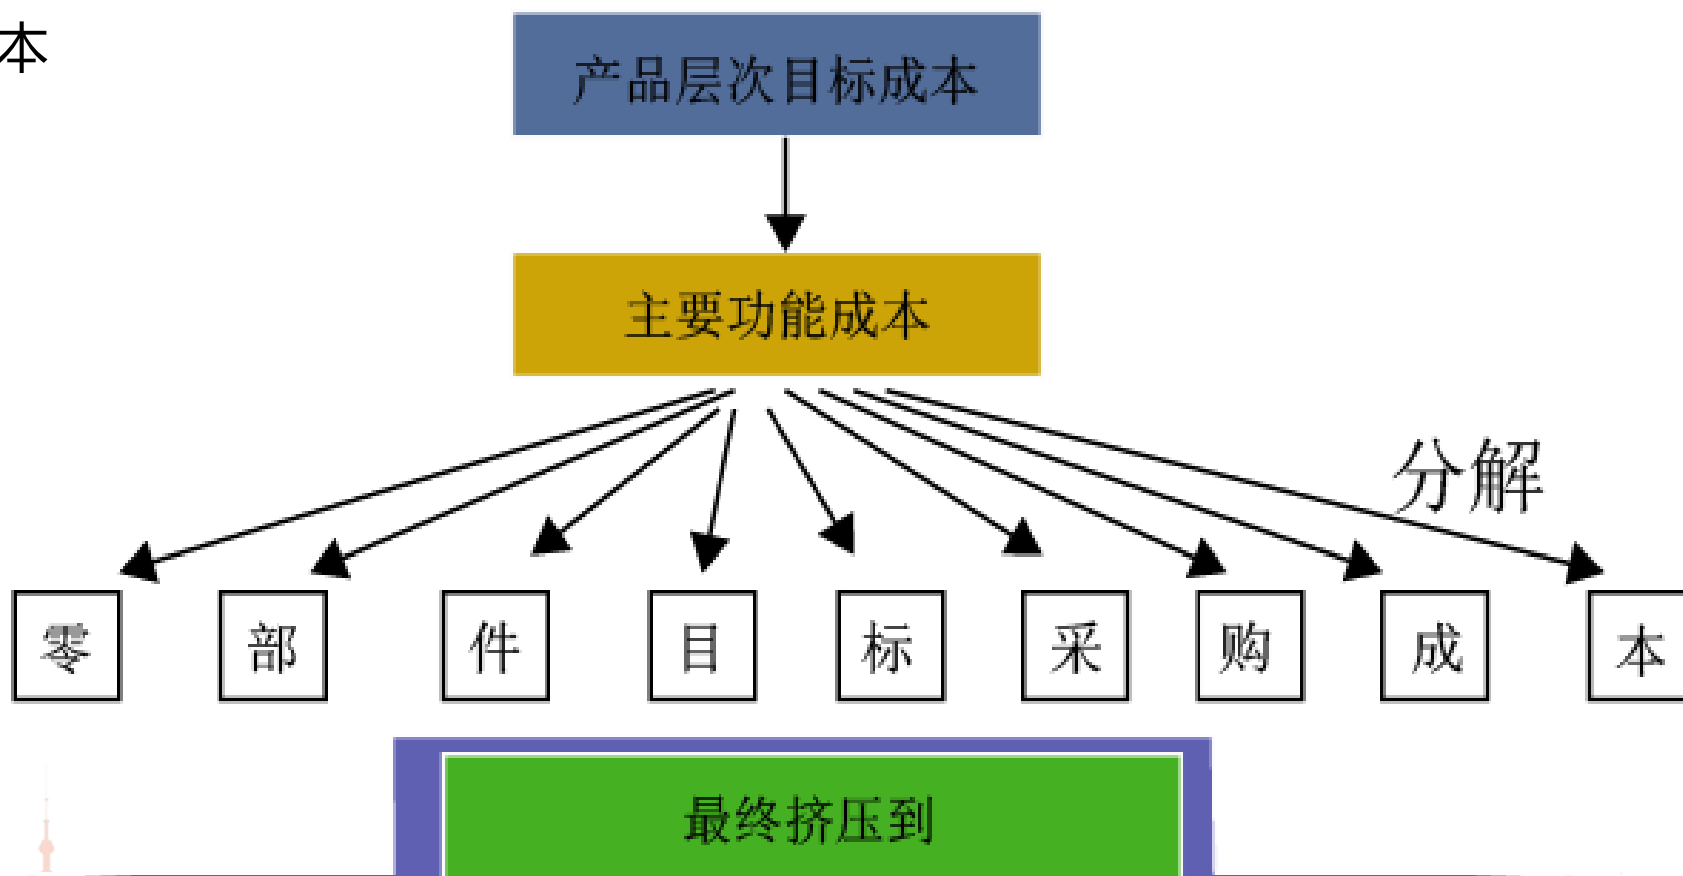 本
产品层次目标成本
主要功能成本
分解
零 部 件 目 标 采 购 成 本
最终挤压到